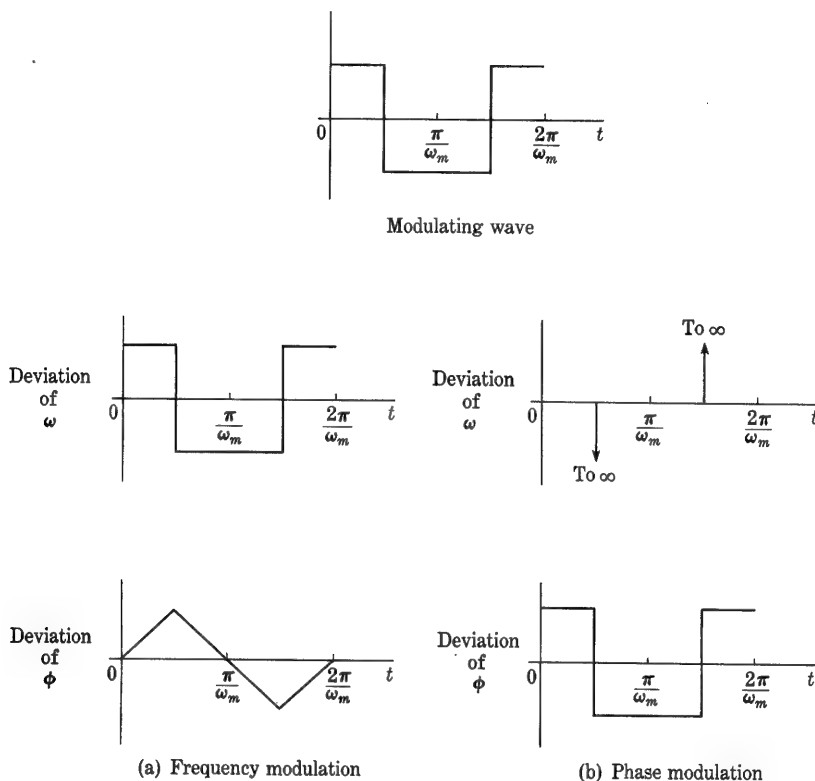 0 π/ω_m 2π/ω_m t
Modulating wave
Deviation
of
ω
0 π/ω_m 2π/ω_m t
Deviation
of
ω
To ∞
0 π/ω_m 2π/ω_m t
To ∞
Deviation
of
ϕ
0 π/ω_m 2π/ω_m t
Deviation
of
ϕ
0 π/ω_m 2π/ω_m t
(a) Frequency modulation
(b) Phase modulation